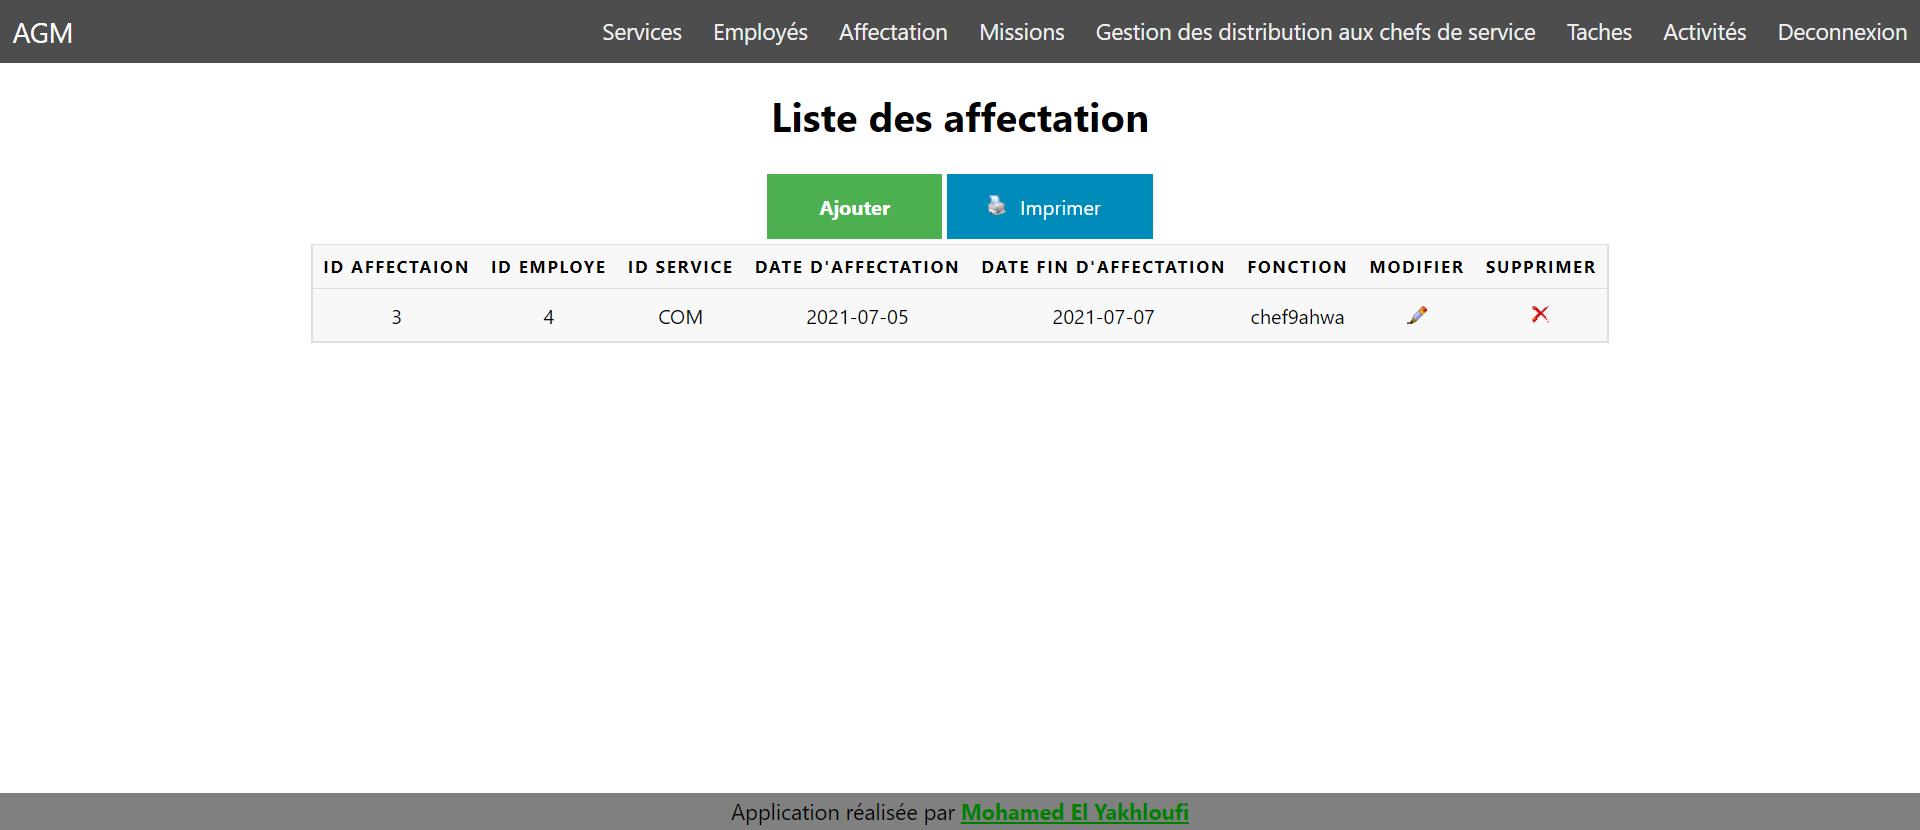 AGM Services Employés Affectation Missions Gestion des distribution aux chefs de service Taches Activités Deconnexion
Liste des affectation
Ajouter Imprimer
ID AFFECTAION ID EMPLOYE ID SERVICE DATE D'AFFECTATION DATE FIN D'AFFECTATION FONCTION MODIFIER SUPPRIMER
3 4 COM 2021-07-05 2021-07-07 chef9ahwa
Application réalisée par Mohamed El Yakhloufi